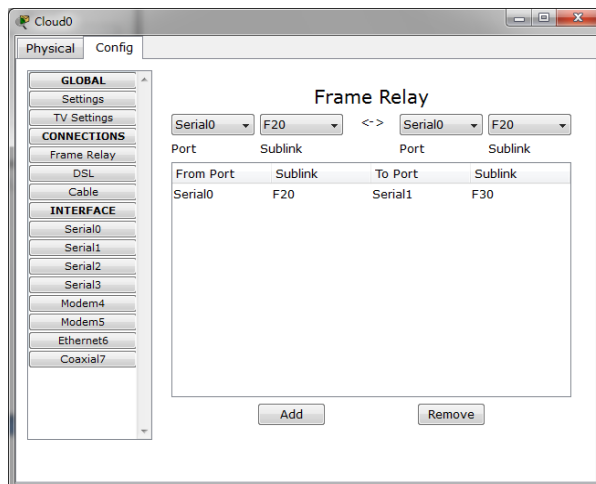 Cloud0
Physical Config
GLOBAL
Settings
TV Settings
CONNECTIONS
Frame Relay
DSL
Cable
INTERFACE
Serial0
Serial1
Serial2
Serial3
Modem4
Modem5
Ethernet6
Coaxial7
Frame Relay
Serial0 F20 <-> Serial0 F20
Port Sublink Port Sublink
From Port Sublink To Port Sublink
Serial0 F20 Serial1 F30
Add Remove